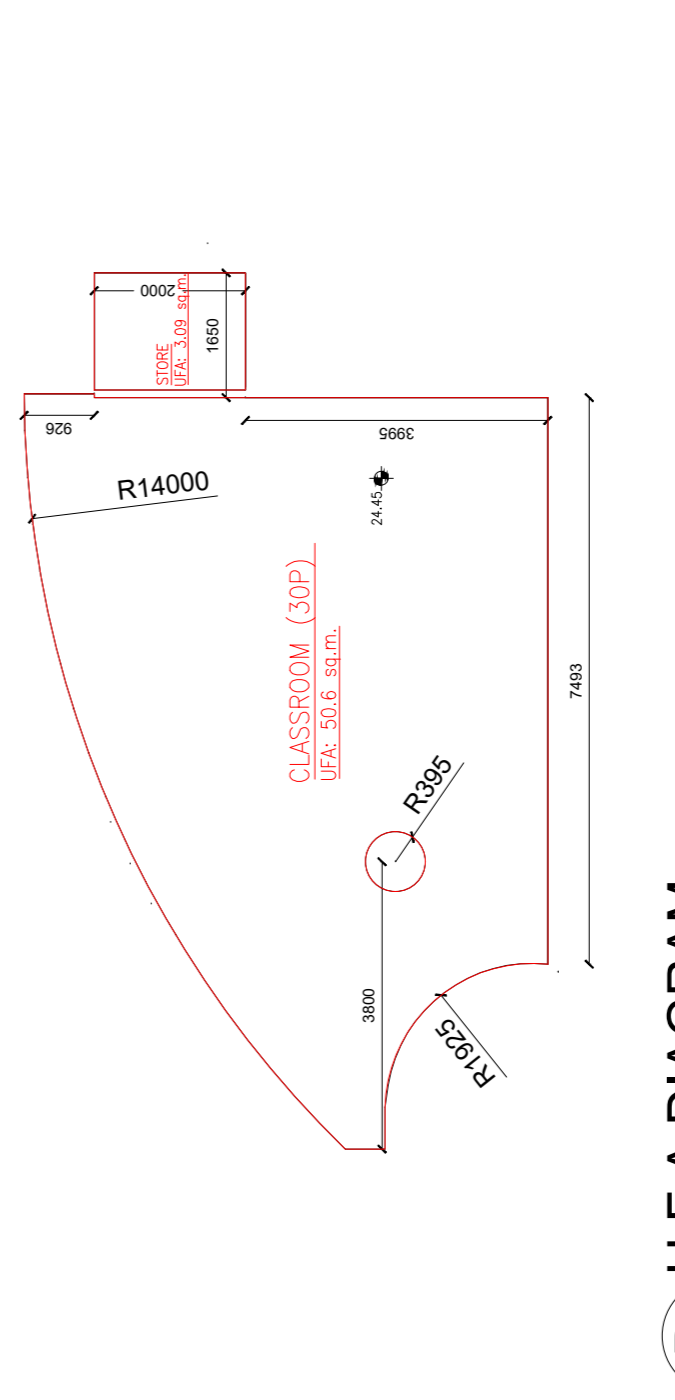 2000
STORE
UFA: 3.09 sq.m.
1650
926
3995
R14000
24.45
CLASSROOM (30P)
UFA: 50.6 sq.m.
7493
R395
3800
R1925